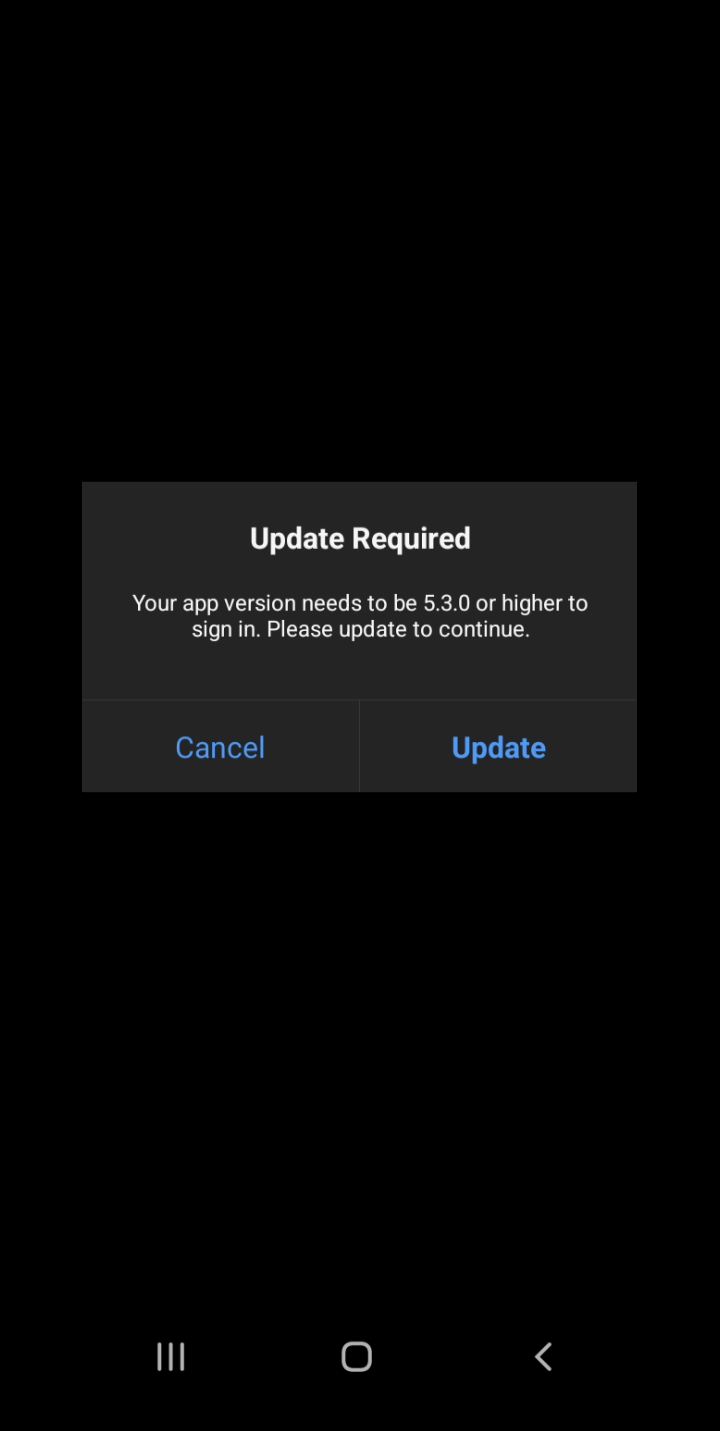 Update Required
Your app version needs to be 5.3.0 or higher to
sign in. Please update to continue.
Cancel
Update